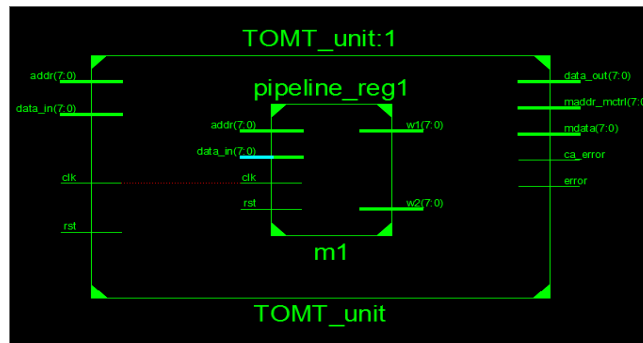 TOMT_unit:1
addr(7:0)
data_in(7:0)
clk
rst
pipeline_reg1
addr(7:0)
data_in(7:0)
clk
rst
w1(7:0)
w2(7:0)
m1
data_out(7:0)
maddr_mctrl(7:0)
mdata(7:0)
ca_error
error
TOMT_unit